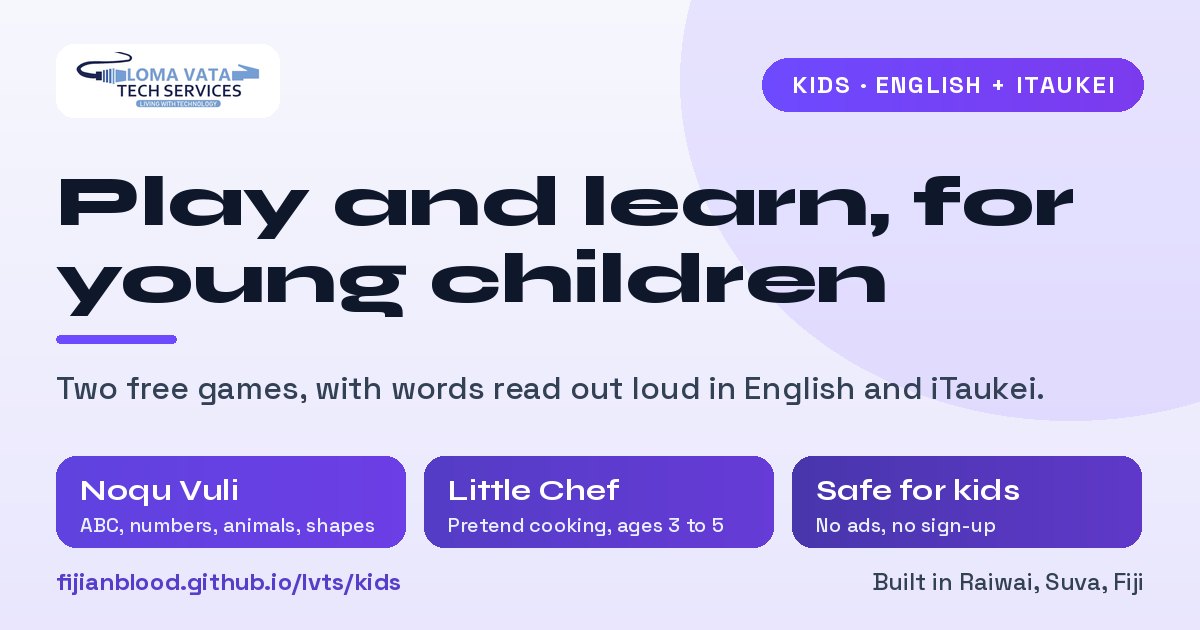 LOMA VATA
TECH SERVICES
LIVING WITH TECHNOLOGY
KIDS · ENGLISH + ITAUKEI
Play and learn, for
young children
Two free games, with words read out loud in English and iTaukei.
Noqu Vuli
ABC, numbers, animals, shapes
Little Chef
Pretend cooking, ages 3 to 5
Safe for kids
No ads, no sign-up
fijianblood.github.io/lvts/kids
Built in Raiwai, Suva, Fiji